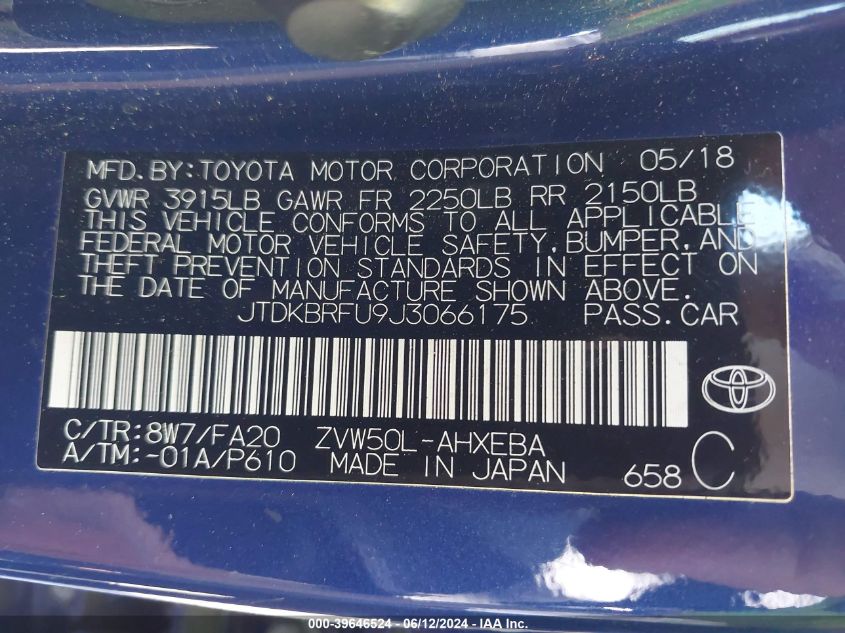 MFD. BY: TOYOTA MOTOR CORPORATION 05/18
GVWR 3915LB GAWR FR 2250LB RR 2150LB
THIS VEHICLE CONFORMS TO ALL APPLICABLE
FEDERAL MOTOR VEHICLE SAFETY, BUMPER, AND
THEFT PREVENTION STANDARDS IN EFFECT ON
THE DATE OF MANUFACTURE SHOWN ABOVE.
JTDKBRFU9J3066175 PASS. CAR
C/TR: 8W7/FA20 ZVW50L-AHXEBA
A/TM: -01A/P610 MADE IN JAPAN 658 C
000-39646524 - 06/12/2024 - IAA Inc.